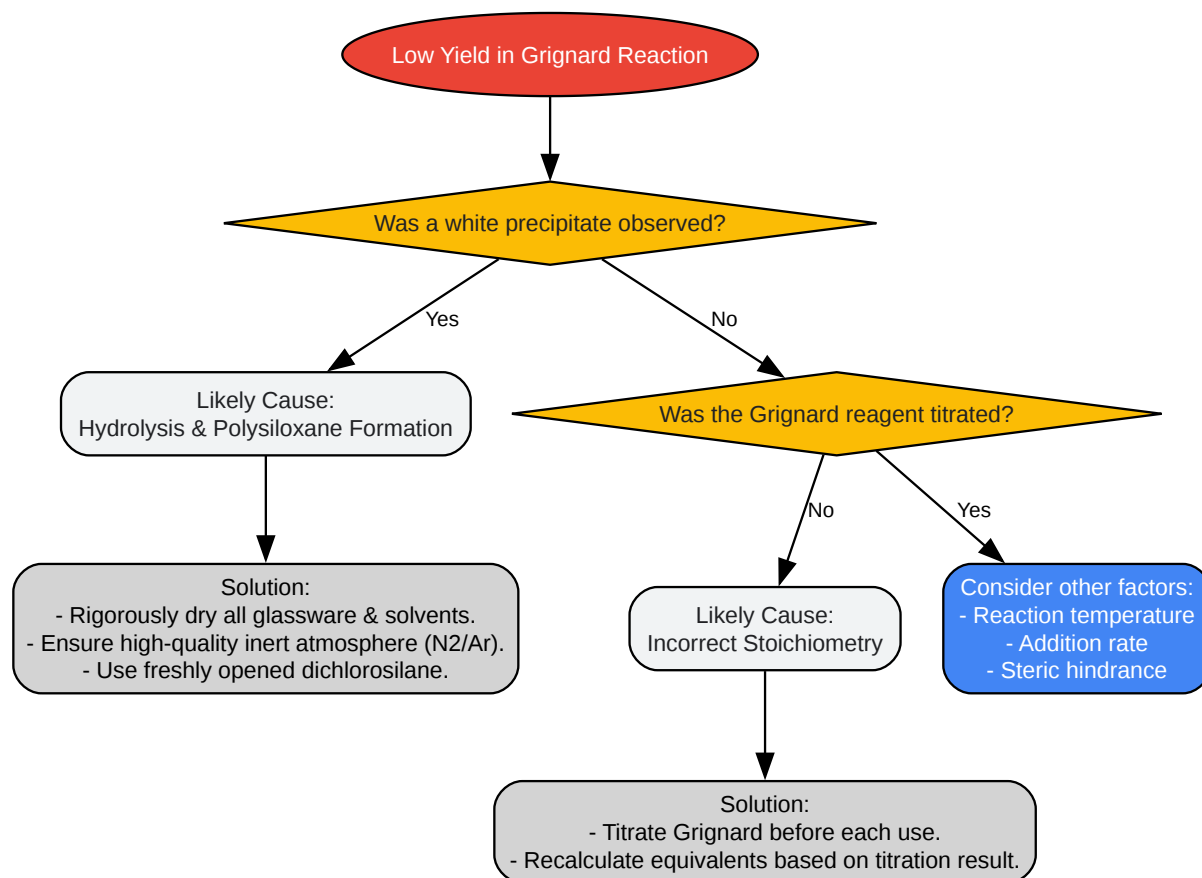 Low Yield in Grignard Reaction
Was a white precipitate observed?
Yes
No
Likely Cause:
Hydrolysis & Polysiloxane Formation
Was the Grignard reagent titrated?
No
Yes
Solution:
- Rigorously dry all glassware & solvents.
- Ensure high-quality inert atmosphere (N2/Ar).
- Use freshly opened dichlorosilane.
Likely Cause:
Incorrect Stoichiometry
Consider other factors:
- Reaction temperature
- Addition rate
- Steric hindrance
Solution:
- Titrate Grignard before each use.
- Recalculate equivalents based on titration result.